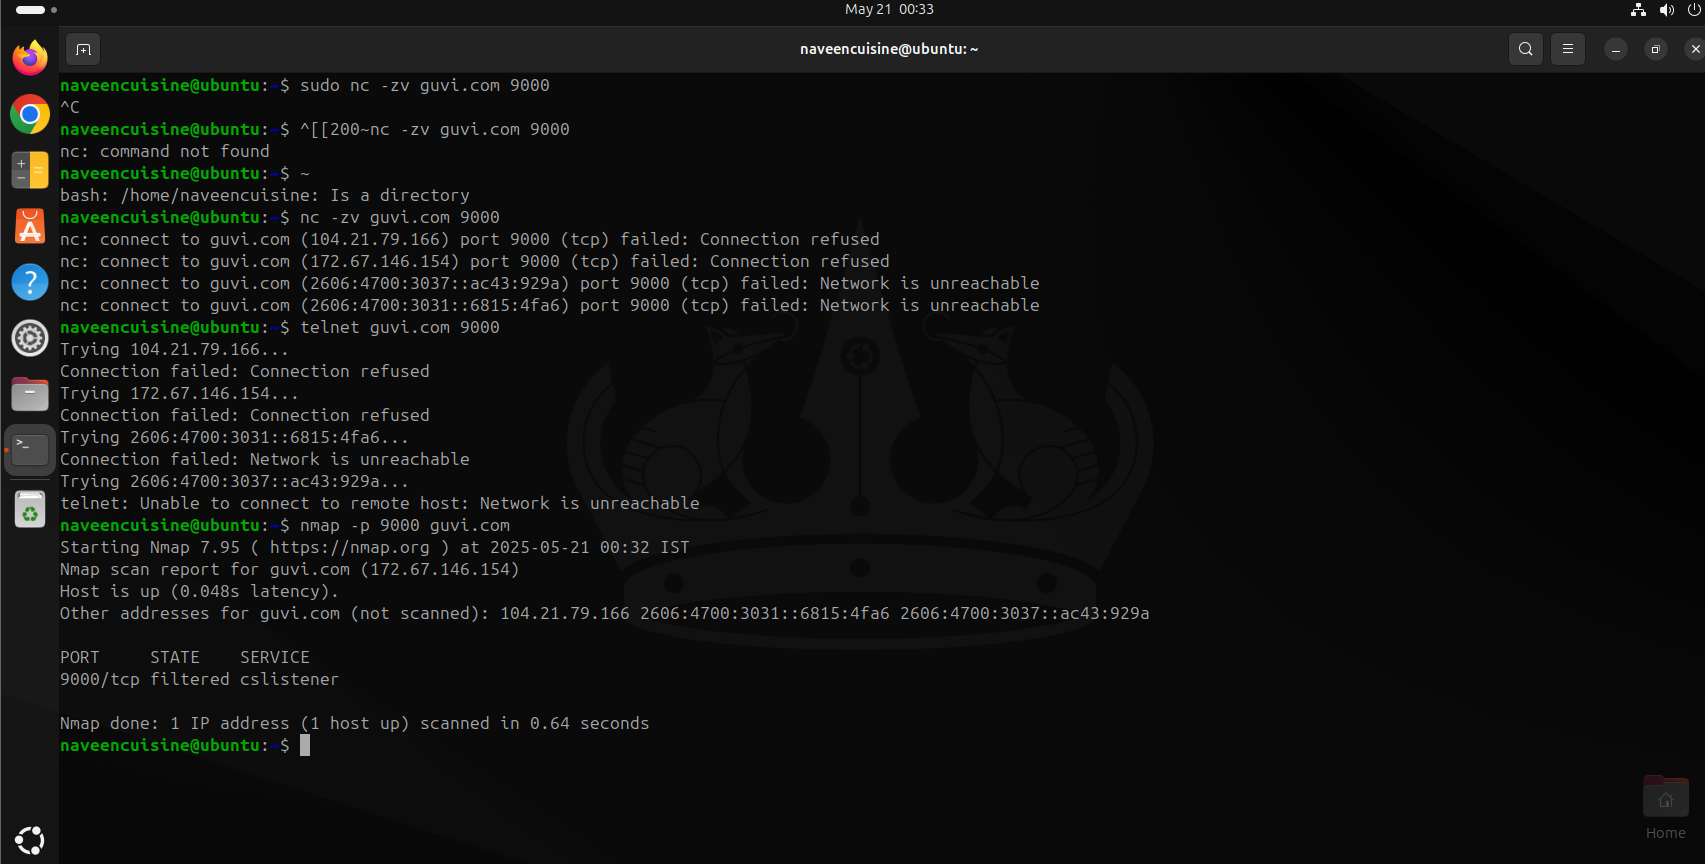 May 21 00:33
naveencuisine@ubuntu: ~
naveencuisine@ubuntu:~$ sudo nc -zv guvi.com 9000
^C
naveencuisine@ubuntu:~$ ^[[200~nc -zv guvi.com 9000
nc: command not found
naveencuisine@ubuntu:~$ ~
bash: /home/naveencuisine: Is a directory
naveencuisine@ubuntu:~$ nc -zv guvi.com 9000
nc: connect to guvi.com (104.21.79.166) port 9000 (tcp) failed: Connection refused
nc: connect to guvi.com (172.67.146.154) port 9000 (tcp) failed: Connection refused
nc: connect to guvi.com (2606:4700:3037::ac43:929a) port 9000 (tcp) failed: Network is unreachable
nc: connect to guvi.com (2606:4700:3031::6815:4fa6) port 9000 (tcp) failed: Network is unreachable
naveencuisine@ubuntu:~$ telnet guvi.com 9000
Trying 104.21.79.166...
Connection failed: Connection refused
Trying 172.67.146.154...
Connection failed: Connection refused
Trying 2606:4700:3031::6815:4fa6...
Connection failed: Network is unreachable
Trying 2606:4700:3037::ac43:929a...
telnet: Unable to connect to remote host: Network is unreachable
naveencuisine@ubuntu:~$ nmap -p 9000 guvi.com
Starting Nmap 7.95 ( https://nmap.org ) at 2025-05-21 00:32 IST
Nmap scan report for guvi.com (172.67.146.154)
Host is up (0.048s latency).
Other addresses for guvi.com (not scanned): 104.21.79.166 2606:4700:3031::6815:4fa6 2606:4700:3037::ac43:929a
PORT     STATE    SERVICE
9000/tcp filtered cslistener
Nmap done: 1 IP address (1 host up) scanned in 0.64 seconds
naveencuisine@ubuntu:~$
Home